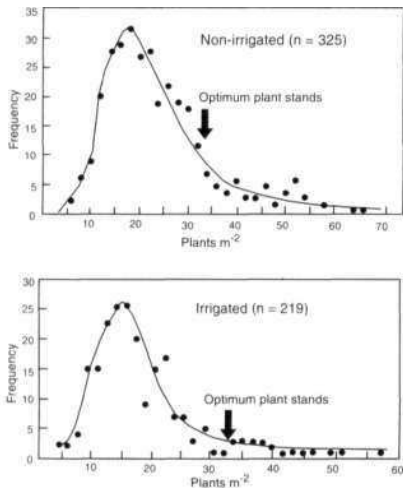 35
30
25
20
15
10
5
0
Frequency
Non-irrigated (n = 325)
Optimum plant stands
10 20 30 40 50 60 70
Plants m-2
30
25
20
15
10
5
0
Frequency
Irrigated (n = 219)
Optimum plant stands
10 20 30 40 50 60
Plants m-2